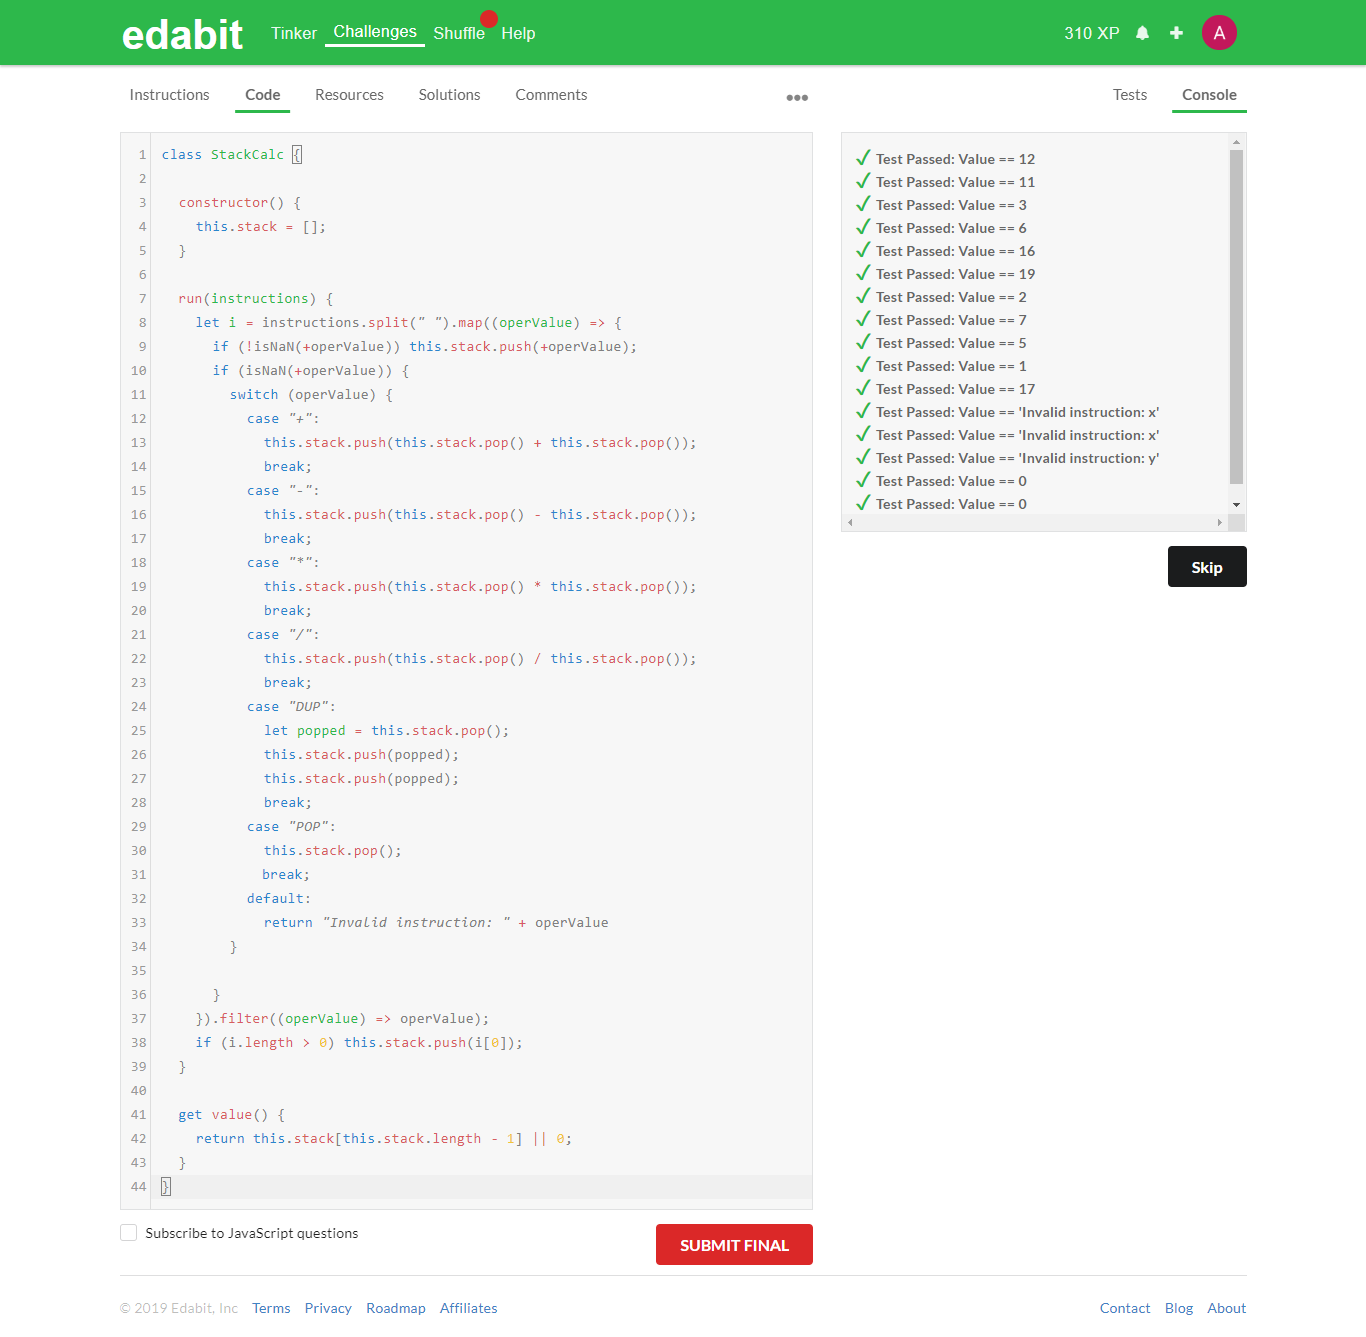 edabit Tinker Challenges Shuffle Help 310 XP A
Instructions Code Resources Solutions Comments Tests Console
1 class StackCalc {
2
3 constructor() {
4 this.stack = [];
5 }
6
7 run(instructions) {
8 let i = instructions.split(" ").map((operValue) => {
9 if (!isNaN(+operValue)) this.stack.push(+operValue);
10 if (isNaN(+operValue)) {
11 switch (operValue) {
12 case "+":
13 this.stack.push(this.stack.pop() + this.stack.pop());
14 break;
15 case "-":
16 this.stack.push(this.stack.pop() - this.stack.pop());
17 break;
18 case "*":
19 this.stack.push(this.stack.pop() * this.stack.pop());
20 break;
21 case "/":
22 this.stack.push(this.stack.pop() / this.stack.pop());
23 break;
24 case "DUP":
25 let popped = this.stack.pop();
26 this.stack.push(popped);
27 this.stack.push(popped);
28 break;
29 case "POP":
30 this.stack.pop();
31 break;
32 default:
33 return "Invalid instruction: " + operValue
34 }
35
36 }
37 }).filter((operValue) => operValue);
38 if (i.length > 0) this.stack.push(i[0]);
39 }
40
41 get value() {
42 return this.stack[this.stack.length - 1] || 0;
43 }
44 }
Test Passed: Value == 12
Test Passed: Value == 11
Test Passed: Value == 3
Test Passed: Value == 6
Test Passed: Value == 16
Test Passed: Value == 19
Test Passed: Value == 2
Test Passed: Value == 7
Test Passed: Value == 5
Test Passed: Value == 1
Test Passed: Value == 17
Test Passed: Value == 'Invalid instruction: x'
Test Passed: Value == 'Invalid instruction: x'
Test Passed: Value == 'Invalid instruction: y'
Test Passed: Value == 0
Test Passed: Value == 0
Skip
Subscribe to JavaScript questions
SUBMIT FINAL
© 2019 Edabit, Inc Terms Privacy Roadmap Affiliates Contact Blog About